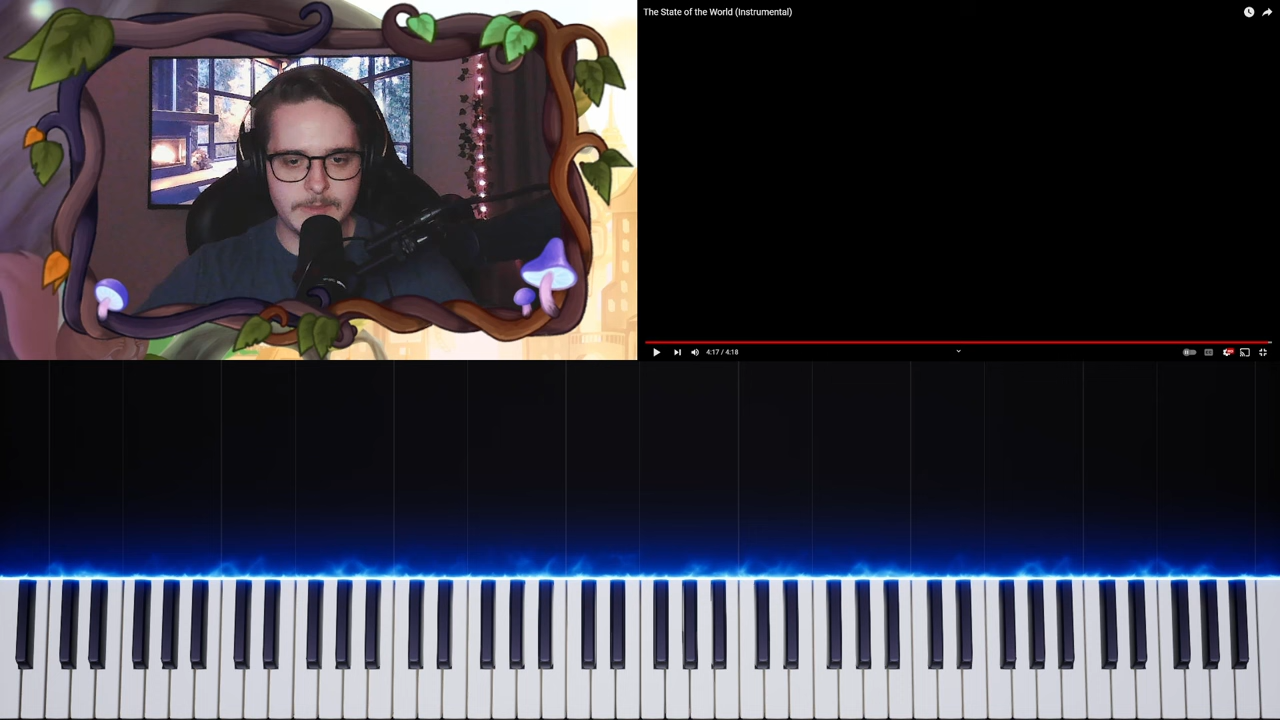 The State of the World (Instrumental)
4:17 / 4:18